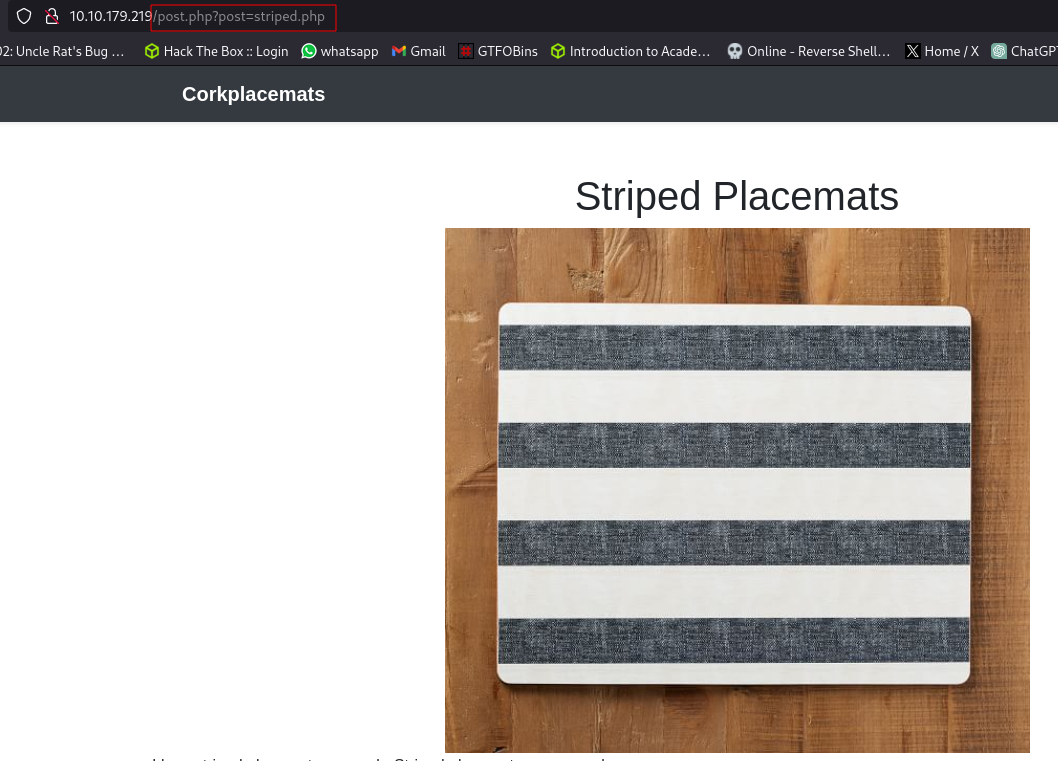 10.10.179.219/post.php?post=striped.php
02: Uncle Rat's Bug … Hack The Box :: Login whatsapp Gmail GTFOBins Introduction to Acade… Online - Reverse Shell… Home / X ChatGPT
Corkplacemats
Striped Placemats